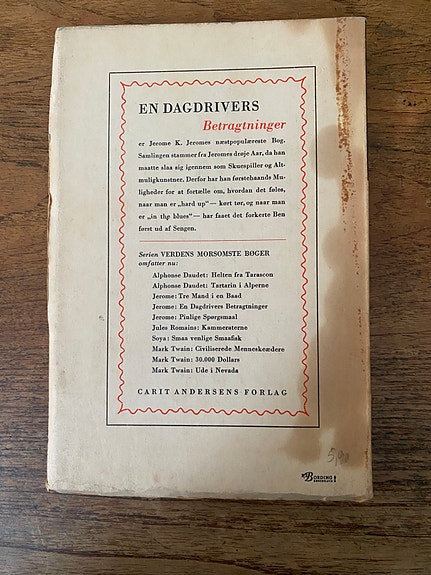 EN DAGDRIVERS
Betragtninger
er Jerome K. Jeromes næstpopulæreste Bog.
Samlingen stammer fra Jeromes drøje Aar, da han
maatte slaa sig igennem som Skuespiller og Alt-
muligkunstner. Derfor har han førstehaands Mu-
ligheder for at fortælle om, hvordan det føles,
naar man er „hard up“ — kørt tør, og naar man
er „in the blues“ — har faaet det forkerte Ben
først ud af Sengen.
Serien VERDENS MORSOMSTE BØGER
omfatter nu:
Alphonse Daudet: Helten fra Tarascon
Alphonse Daudet: Tartarin i Alperne
Jerome: Tre Mand i en Baad
Jerome: En Dagdrivers Betragtninger
Jerome: Pinlige Spørgsmaal
Jules Romains: Kammersterne
Soya: Smaa venlige Smaafisk
Mark Twain: Civiliserede Menneskeædere
Mark Twain: 30.000 Dollars
Mark Twain: Ude i Nevada
CARIT ANDERSENS FORLAG
BORDING